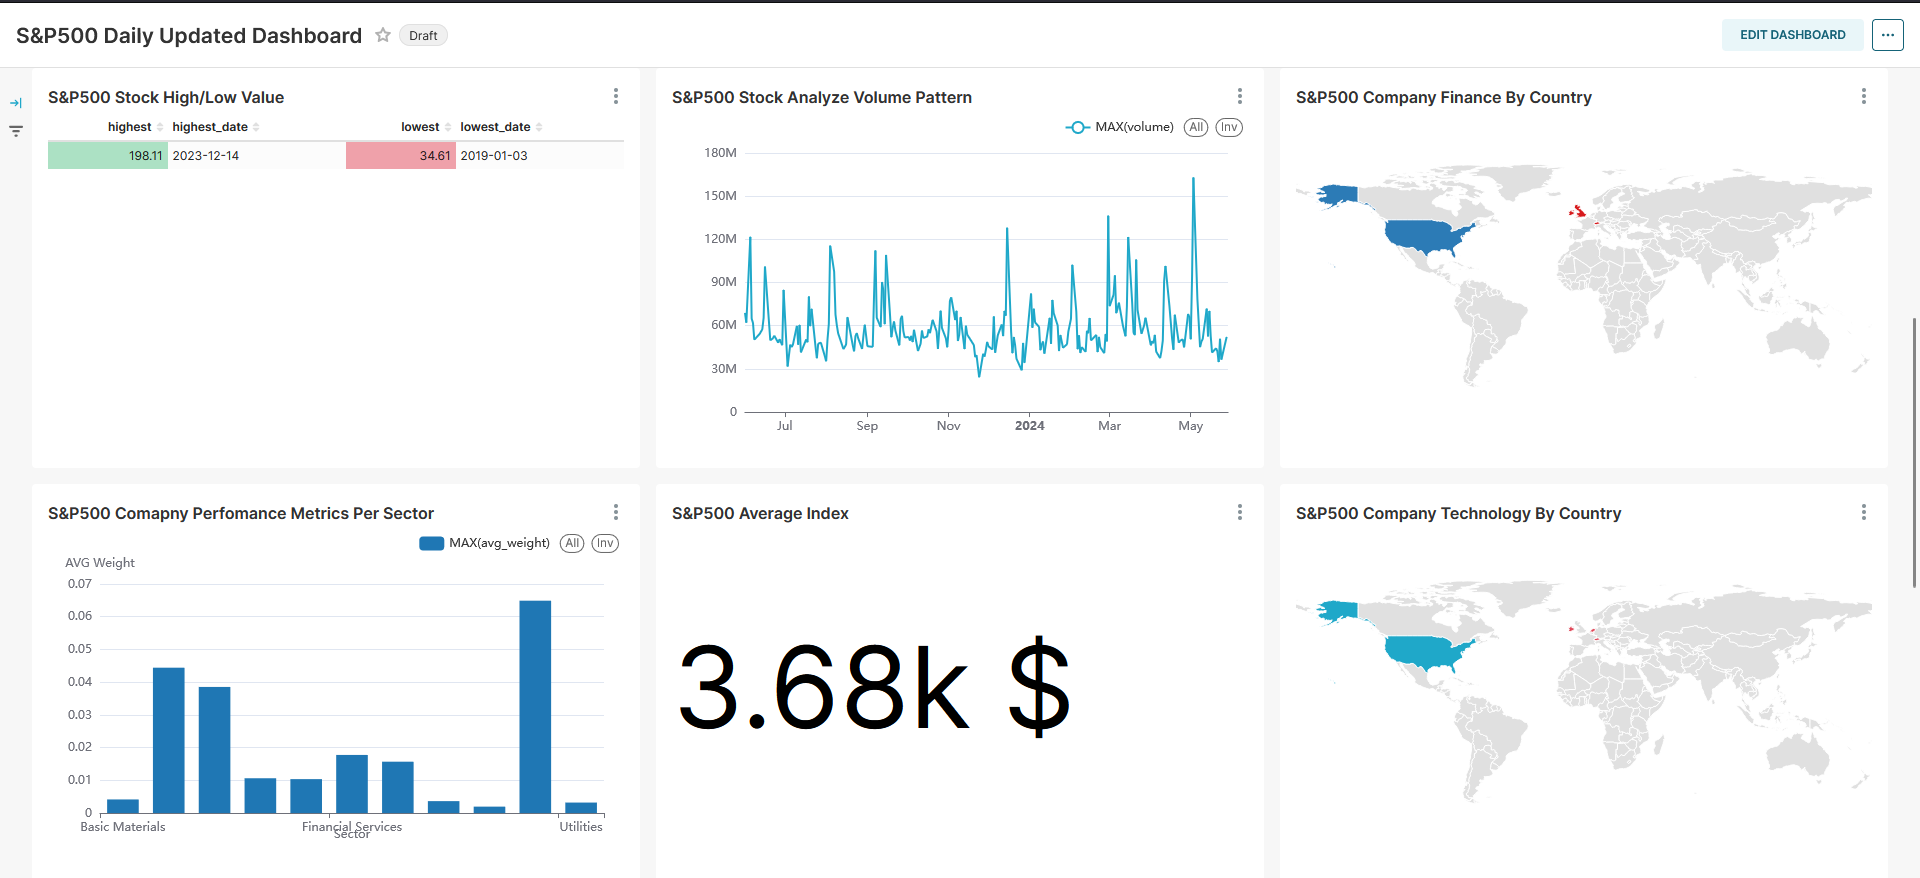 S&P500 Daily Updated Dashboard
Draft
EDIT DASHBOARD
S&P500 Stock High/Low Value
highest highest_date lowest lowest_date
198.11 2023-12-14 34.61 2019-01-03
S&P500 Stock Analyze Volume Pattern
MAX(volume) All Inv
180M
150M
120M
90M
60M
30M
0
Jul Sep Nov 2024 Mar May
S&P500 Company Finance By Country
S&P500 Comapny Perfomance Metrics Per Sector
MAX(avg_weight) All Inv
AVG Weight
0.07
0.06
0.05
0.04
0.03
0.02
0.01
0
Basic Materials Financial Services Utilities
Sector
S&P500 Average Index
3.68k $
S&P500 Company Technology By Country